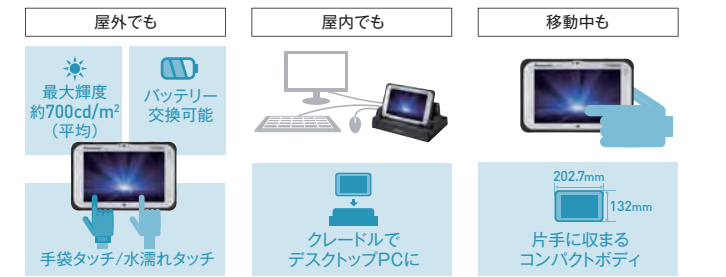 屋外でも
最大輝度
約700cd/m²
（平均）
バッテリー
交換可能
手袋タッチ/水濡れタッチ
屋内でも
クレードルで
デスクトップPCに
移動中も
202.7mm
132mm
片手に収まる
コンパクトボディ